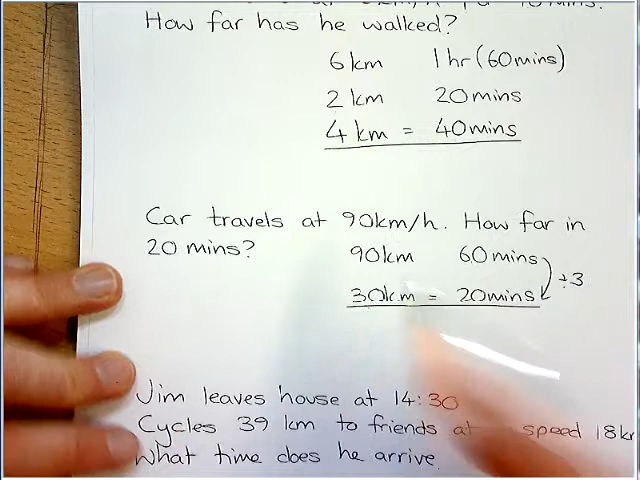 How far has he walked?
6km 1hr (60mins)
2km 20mins
4km = 40mins
Car travels at 90km/h. How far in
20 mins?
90km 60mins
÷3
30km = 20mins
Jim leaves house at 14:30
Cycles 39 km to friends at speed 18k
What time does he arrive